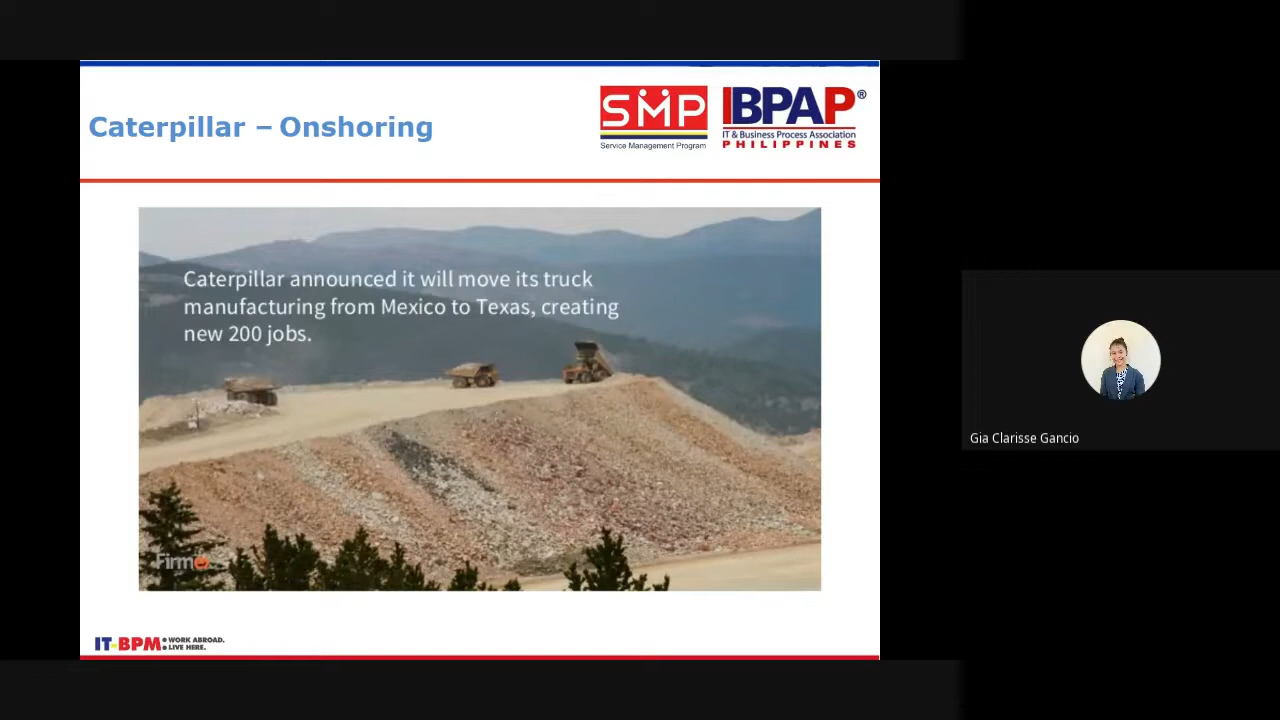 Caterpillar – Onshoring
SMP
Service Management Program
IBPAP®
IT & Business Process Association
PHILIPPINES
Caterpillar announced it will move its truck
manufacturing from Mexico to Texas, creating
new 200 jobs.
Firmex
IT-BPM:
WORK ABROAD.
LIVE HERE.
Gia Clarisse Gancio